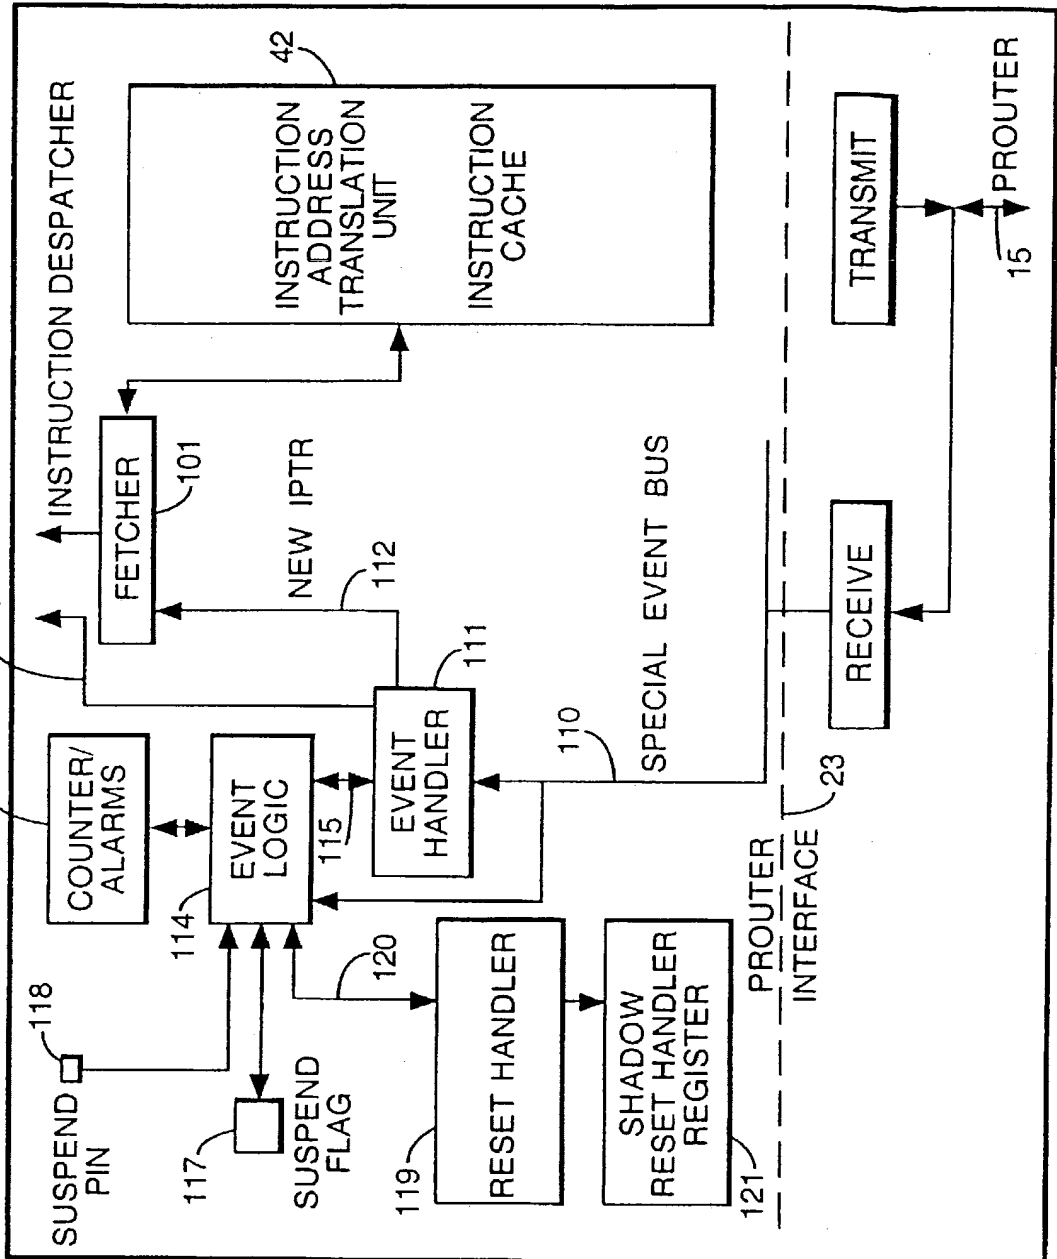 SUSPEND
PIN
118
117
SUSPEND
FLAG
COUNTER/
ALARMS
114
EVENT
LOGIC
115
120
119
RESET HANDLER
SHADOW
RESET HANDLER
REGISTER
121
EVENT
HANDLER
111
112
NEW IPTR
FETCHER
101
INSTRUCTION DESPATCHER
42
INSTRUCTION
ADDRESS
TRANSLATION
UNIT
INSTRUCTION
CACHE
110
SPECIAL EVENT BUS
PROUTER
INTERFACE
23
RECEIVE
TRANSMIT
15
PROUTER